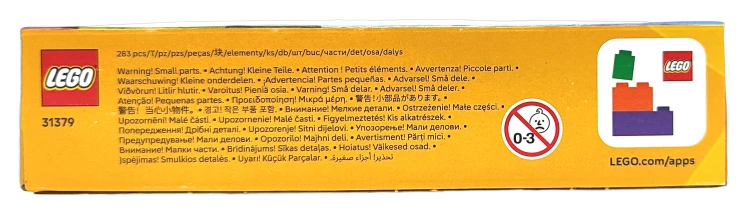 LEGO
31379
283 pcs/T/pz/pzs/peças/块/elementy/ks/db/шт/buc/части/det/osa/dalys
Warning! Small parts. • Achtung! Kleine Teile. • Attention ! Petits éléments. • Avvertenza! Piccole parti. •
Waarschuwing! Kleine onderdelen. • ¡Advertencia! Partes pequeñas. • Advarsel! Små dele. •
Viðvörun! Litlir hlutir. • Varoitus! Pieniä osia. • Varning! Små delar. • Advarsel! Små deler. •
Atenção! Pequenas partes. • Προειδοποίηση! Μικρά μέρη. • 警告!小部品があります。 •
警告! 当心小物件。 • 경고! 작은 부품 포함. • Внимание! Мелкие детали. • Ostrzeżenie! Małe części. •
Upozornění! Malé části. • Upozornenie! Malé časti. • Figyelmeztetés! Kis alkatrészek. •
Попередження! Дрібні деталі. • Upozorenje! Sitni dijelovi. • Упозорење! Мали делови. •
Предупредување! Мали делови. • Opozorilo! Majhni deli. • Avertisment! Părți mici. •
Внимание! Малки части. • Brīdinājums! Sīkas detaļas. • Hoiatus! Väikesed osad. •
Įspėjimas! Smulkios detalės. • Uyarı! Küçük Parçalar. • تحذير! أجزاء صغيرة.
0-3
LEGO
LEGO.com/apps